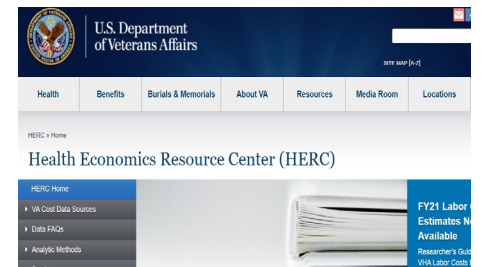 U.S. Department
of Veterans Affairs
SITE MAP [A-Z]
Health Benefits Burials & Memorials About VA Resources Media Room Locations
HERC » Home
Health Economics Resource Center (HERC)
HERC Home
VA Cost Data Sources
Data FAQs
Analytic Methods
FY21 Labor
Estimates
Available
Researcher's
VHA Labor Costs